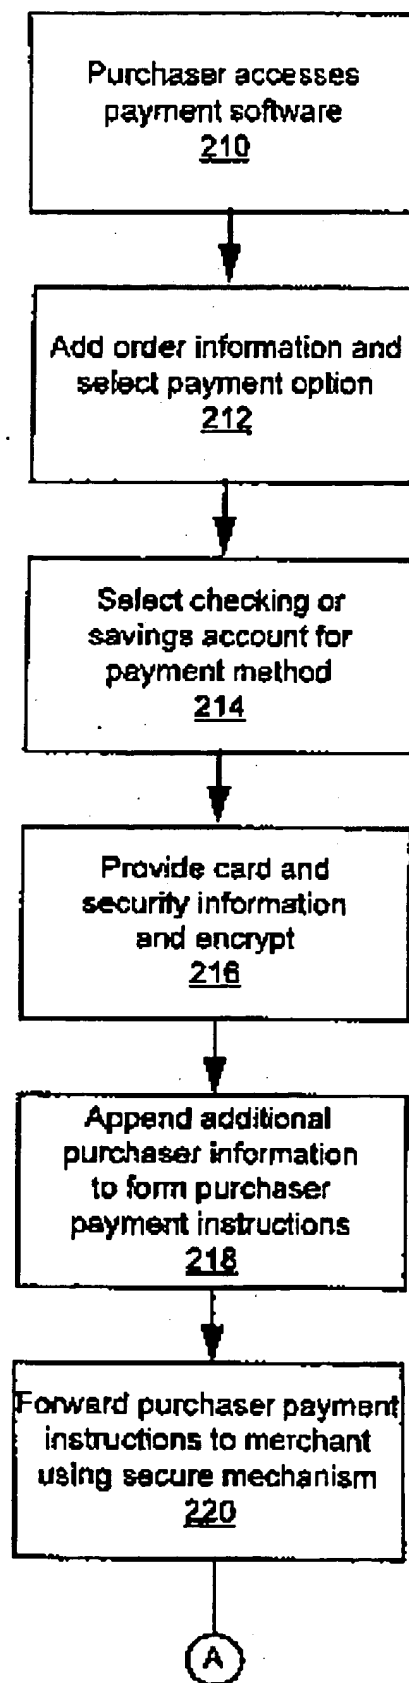 Purchaser accesses
payment software
210
Add order information and
select payment option
212
Select checking or
savings account for
payment method
214
Provide card and
security information
and encrypt
216
Append additional
purchaser information
to form purchaser
payment instructions
218
Forward purchaser payment
instructions to merchant
using secure mechanism
220
A